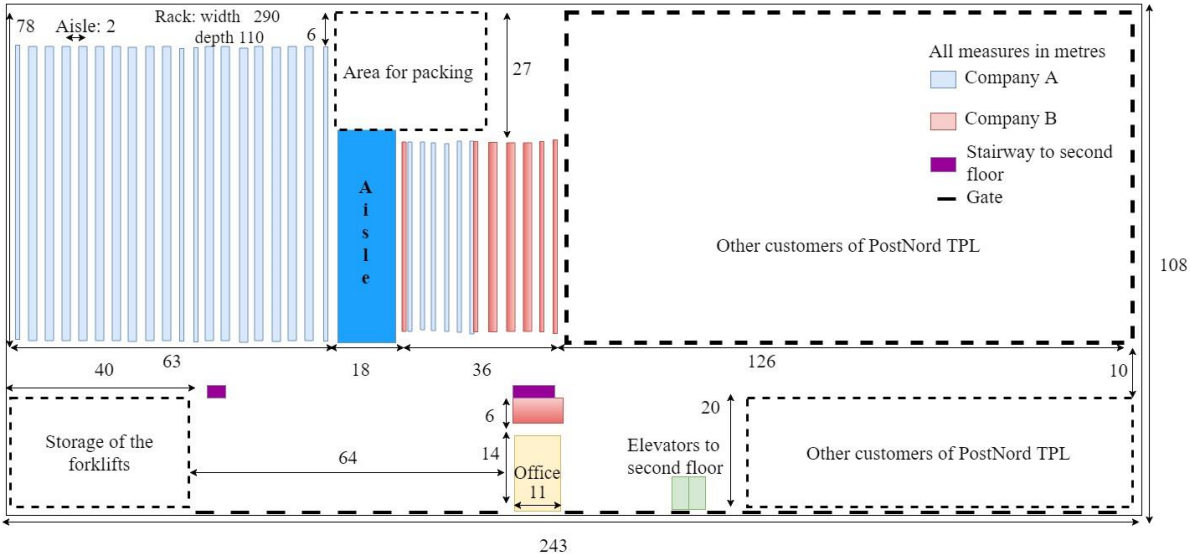 78
Aisle: 2
Rack: width 290
depth 110
6
Area for packing
27
All measures in metres
Company A
Company B
Stairway to second
floor
Gate
A
i
s
l
e
Other customers of PostNord TPL
108
63
18
36
126
40
10
6
20
Storage of the
forklifts
64
14
Office
11
Elevators to
second floor
Other customers of PostNord TPL
243